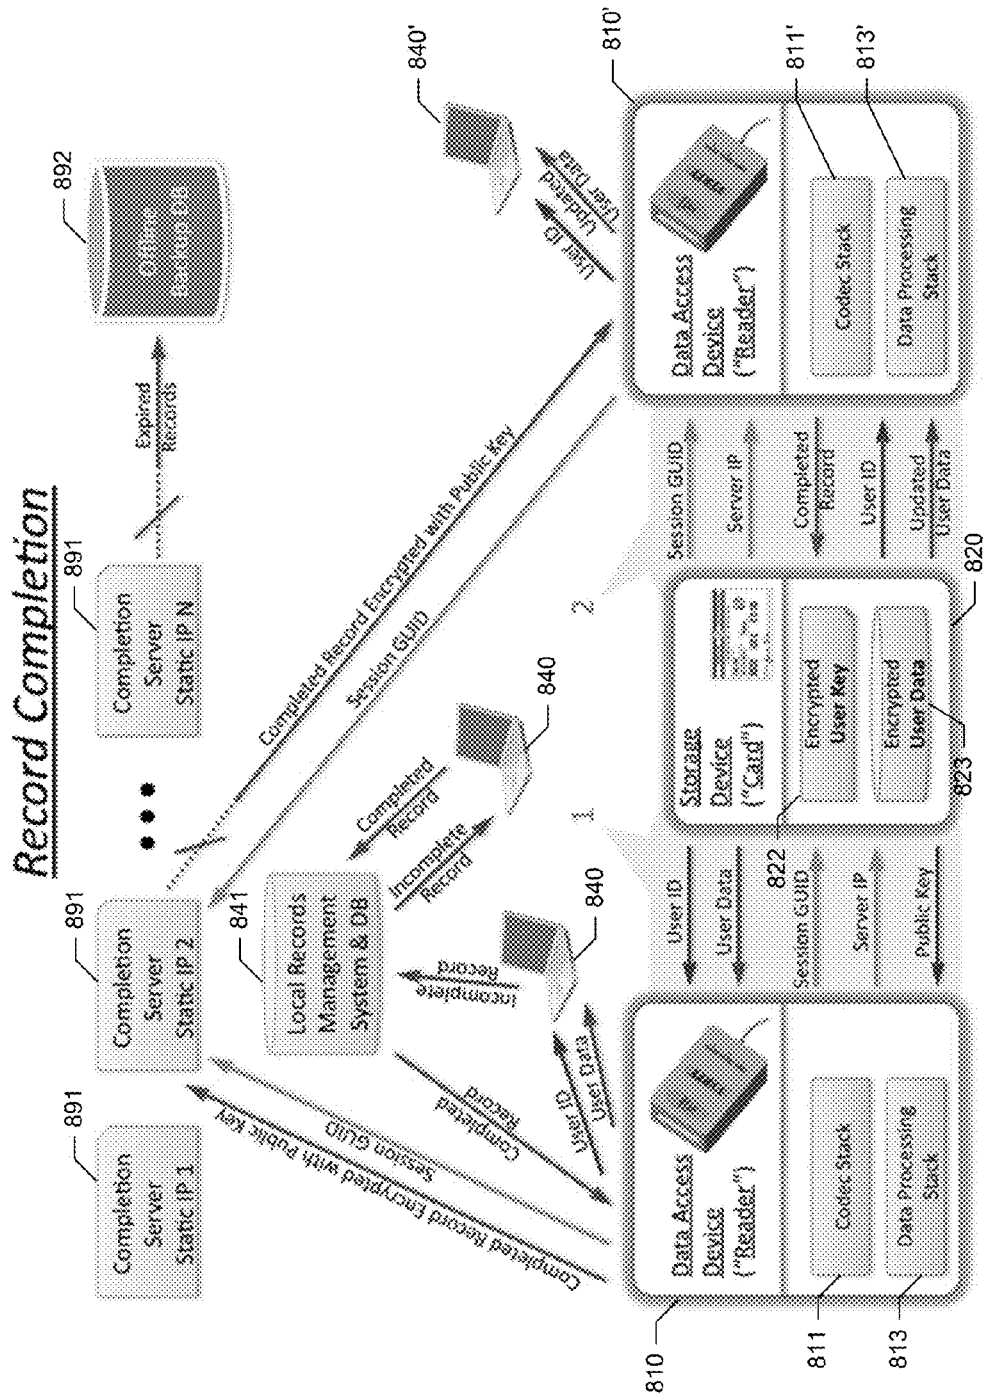 Record Completion
891
Completion
Server
Static IP 1
891
Completion
Server
Static IP 2
891
Completion
Server
Static IP N
Expired
Records
892
Offline
Backup DB
841
Local Records
Management
System & DB
Completed Record Encrypted with Public Key
Session GUID
Completed
Record
Incomplete
Record
Completed
Record
Incomplete
Record
840
840
Completed Record Encrypted with Public Key
Session GUID
User ID
User Data
1
2
User ID
Updated
User Data
840'
810
Data Access
Device
("Reader")
Codec Stack
811
Data Processing
Stack
813
User ID
User Data
Session GUID
Server IP
Public Key
Storage
Device
("Card")
822
Encrypted
User Key
Encrypted
User Data
823
820
Session GUID
Server IP
Completed
Record
User ID
Updated
User Data
810'
Data Access
Device
("Reader")
Codec Stack
811'
Data Processing
Stack
813'